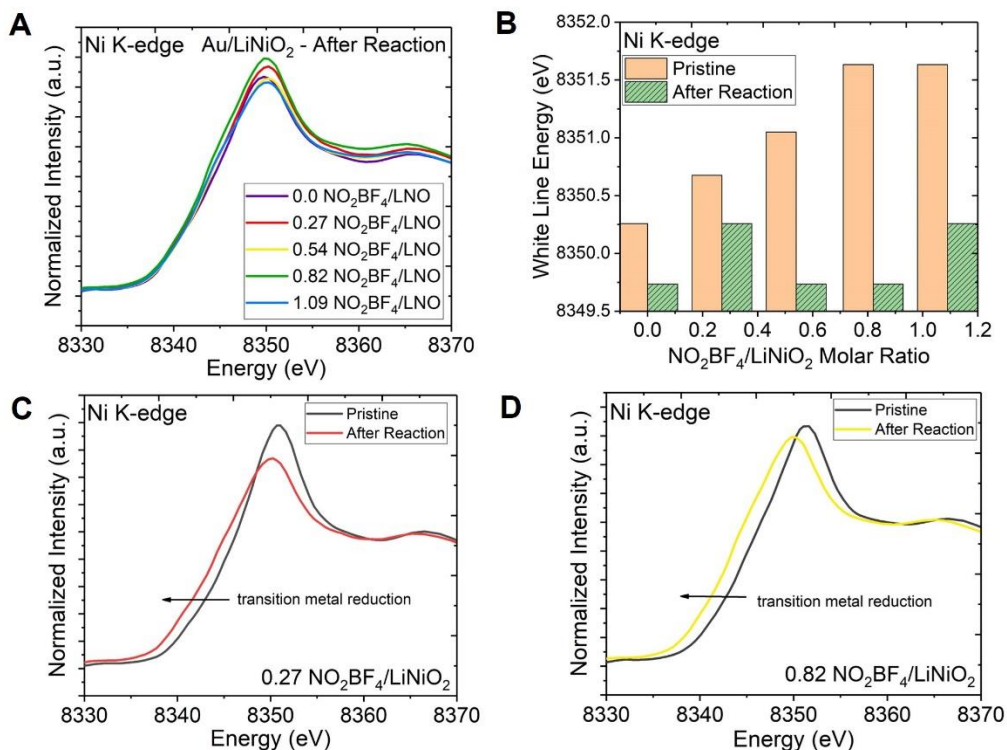 A
Ni K-edge Au/LiNiO₂ - After Reaction
Normalized Intensity (a.u.)
0.0 NO₂BF₄/LNO
0.27 NO₂BF₄/LNO
0.54 NO₂BF₄/LNO
0.82 NO₂BF₄/LNO
1.09 NO₂BF₄/LNO
8330 8340 8350 8360 8370
Energy (eV)
B
Ni K-edge
Pristine
After Reaction
White Line Energy (eV)
8352.0
8351.5
8351.0
8350.5
8350.0
8349.5
0.0 0.2 0.4 0.6 0.8 1.0 1.2
NO₂BF₄/LiNiO₂ Molar Ratio
C
Ni K-edge
Pristine
After Reaction
Normalized Intensity (a.u.)
transition metal reduction
0.27 NO₂BF₄/LiNiO₂
8330 8340 8350 8360 8370
Energy (eV)
D
Ni K-edge
Pristine
After Reaction
Normalized Intensity (a.u.)
transition metal reduction
0.82 NO₂BF₄/LiNiO₂
8330 8340 8350 8360 8370
Energy (eV)